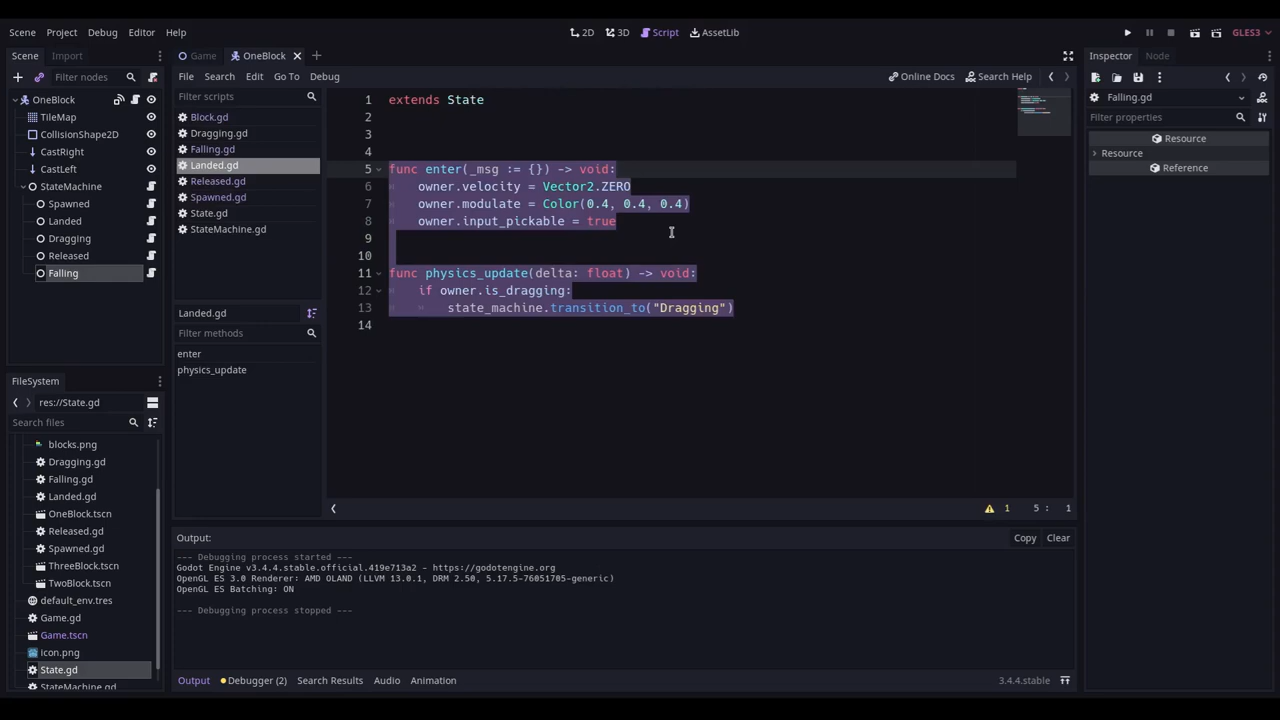 Scene Project Debug Editor Help
2D 3D Script AssetLib
GLES3
Scene Import
Filter nodes
OneBlock
TileMap
CollisionShape2D
CastRight
CastLeft
StateMachine
Spawned
Landed
Dragging
Released
Falling
FileSystem
res://State.gd
Search files
blocks.png
Dragging.gd
Falling.gd
Landed.gd
OneBlock.tscn
Released.gd
Spawned.gd
ThreeBlock.tscn
TwoBlock.tscn
default_env.tres
Game.gd
Game.tscn
icon.png
State.gd
StateMachine.gd
Game OneBlock
File Search Edit Go To Debug
Online Docs Search Help
Filter scripts
Block.gd
Dragging.gd
Falling.gd
Landed.gd
Released.gd
Spawned.gd
State.gd
StateMachine.gd
Landed.gd
Filter methods
enter
physics_update
1 extends State
2
3
4
5 func enter(_msg := {}) -> void:
6 owner.velocity = Vector2.ZERO
7 owner.modulate = Color(0.4, 0.4, 0.4)
8 owner.input_pickable = true
9
10
11 func physics_update(delta: float) -> void:
12 if owner.is_dragging:
13 state_machine.transition_to("Dragging")
14
1 5 : 1
Output:
Copy Clear
--- Debugging process started ---
Godot Engine v3.4.4.stable.official.419e713a2 - https://godotengine.org
OpenGL ES 3.0 Renderer: AMD OLAND (LLVM 13.0.1, DRM 2.50, 5.17.5-76051705-generic)
OpenGL ES Batching: ON
--- Debugging process stopped ---
Output Debugger (2) Search Results Audio Animation
3.4.4.stable
Inspector Node
Falling.gd
Filter properties
Resource
Resource
Reference